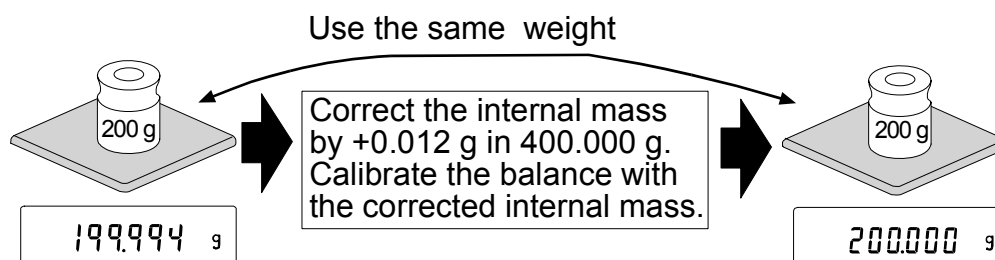 Use the same weight
200 g
Correct the internal mass
by +0.012 g in 400.000 g.
Calibrate the balance with
the corrected internal mass.
200 g
199.994 g
200.000 g